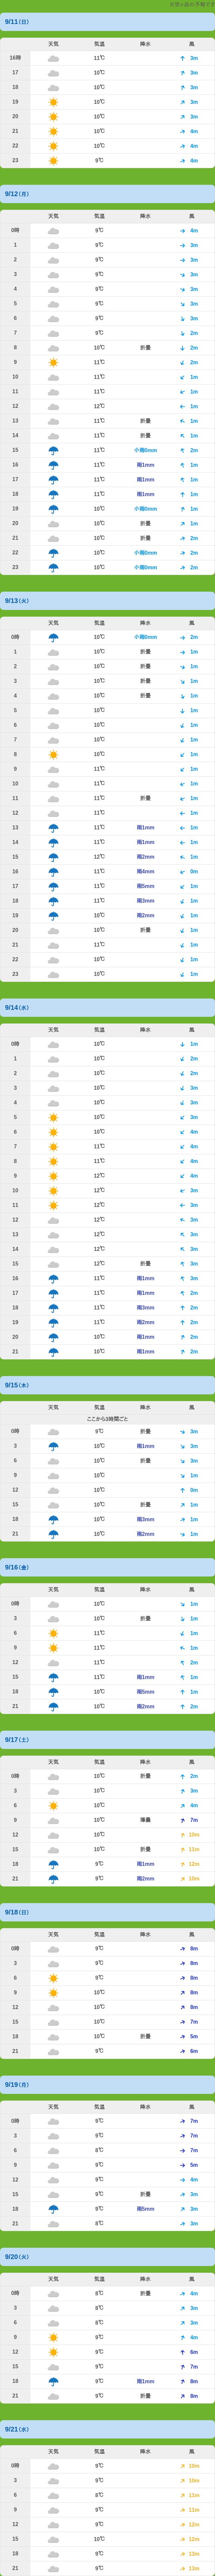 9/11(日)
天気 気温 降水 風
16時 11℃ 3m
17 10℃ 3m
18 10℃ 3m
19 10℃ 3m
20 10℃ 3m
21 10℃ 4m
22 10℃ 4m
23 9℃ 4m
9/12(月)
天気 気温 降水 風
0時 9℃ 4m
1 9℃ 3m
2 9℃ 3m
3 9℃ 3m
4 9℃ 3m
5 9℃ 3m
6 9℃ 3m
7 9℃ 2m
8 10℃ 折曇 2m
9 11℃ 2m
10 11℃ 1m
11 11℃ 1m
12 12℃ 1m
13 11℃ 折曇 1m
14 11℃ 折曇 1m
15 11℃ 小雨0mm 2m
16 11℃ 雨1mm 1m
17 11℃ 雨1mm 1m
18 10℃ 雨1mm 1m
19 10℃ 小雨0mm 1m
20 10℃ 折曇 1m
21 10℃ 折曇 2m
22 10℃ 小雨0mm 2m
23 10℃ 小雨0mm 2m
9/13(火)
天気 気温 降水 風
0時 10℃ 小雨0mm 2m
1 10℃ 折曇 1m
2 10℃ 折曇 1m
3 10℃ 折曇 1m
4 10℃ 折曇 1m
5 10℃ 1m
6 10℃ 1m
7 10℃ 1m
8 10℃ 1m
9 11℃ 1m
10 11℃ 1m
11 11℃ 折曇 1m
12 11℃ 1m
13 11℃ 雨1mm 1m
14 11℃ 雨1mm 1m
15 12℃ 雨2mm 1m
16 11℃ 雨4mm 0m
17 11℃ 雨5mm 1m
18 11℃ 雨3mm 1m
19 10℃ 雨2mm 1m
20 10℃ 折曇 1m
21 11℃ 1m
22 10℃ 1m
23 10℃ 1m
9/14(水)
天気 気温 降水 風
0時 10℃ 1m
1 10℃ 2m
2 10℃ 2m
3 10℃ 3m
4 10℃ 3m
5 10℃ 3m
6 10℃ 4m
7 11℃ 4m
8 11℃ 4m
9 12℃ 4m
10 12℃ 3m
11 12℃ 3m
12 12℃ 3m
13 12℃ 3m
14 12℃ 3m
15 12℃ 折曇 3m
16 11℃ 雨1mm 3m
17 11℃ 雨1mm 2m
18 11℃ 雨3mm 2m
19 11℃ 雨2mm 1m
20 10℃ 雨1mm 2m
21 11℃ 雨1mm 2m
9/15(木)
天気 気温 降水 風
ここから3時間ごと
0時 9℃ 折曇 3m
3 10℃ 雨1mm 3m
6 10℃ 折曇 3m
9 10℃ 1m
12 10℃ 0m
15 10℃ 折曇 1m
18 10℃ 雨3mm 1m
21 10℃ 雨2mm 1m
9/16(金)
天気 気温 降水 風
0時 10℃ 1m
3 10℃ 折曇 1m
6 11℃ 1m
9 11℃ 1m
12 11℃ 2m
15 11℃ 雨1mm 1m
18 10℃ 雨5mm 1m
21 10℃ 雨2mm 2m
9/17(土)
天気 気温 降水 風
0時 10℃ 折曇 2m
3 10℃ 3m
6 10℃ 4m
9 10℃ 薄曇 7m
12 10℃ 10m
15 10℃ 折曇 11m
18 9℃ 雨1mm 12m
21 9℃ 雨2mm 10m
9/18(日)
天気 気温 降水 風
0時 9℃ 8m
3 9℃ 8m
6 9℃ 8m
9 10℃ 8m
12 10℃ 8m
15 10℃ 7m
18 10℃ 折曇 5m
21 9℃ 6m
9/19(月)
天気 気温 降水 風
0時 9℃ 7m
3 9℃ 7m
6 8℃ 7m
9 9℃ 5m
12 9℃ 4m
15 9℃ 折曇 3m
18 9℃ 雨5mm 3m
21 8℃ 3m
9/20(火)
天気 気温 降水 風
0時 8℃ 折曇 4m
3 8℃ 3m
6 8℃ 3m
9 9℃ 4m
12 9℃ 6m
15 9℃ 7m
18 9℃ 雨1mm 8m
21 9℃ 折曇 8m
9/21(水)
天気 気温 降水 風
0時 9℃ 10m
3 9℃ 10m
6 8℃ 11m
9 9℃ 11m
12 9℃ 12m
15 10℃ 12m
18 9℃ 13m
21 9℃ 13m